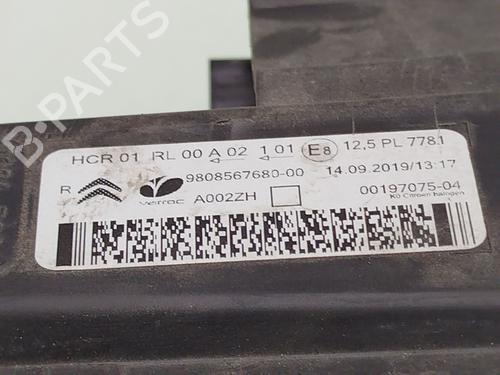 B-PARTS
HCR 01 RL 00 A 02 1 01 E8 12,5 PL 7781
R 9808567680-00 14.09.2019/13:17
Verrac A002ZH 00197075-04
K0 Citroen halogen